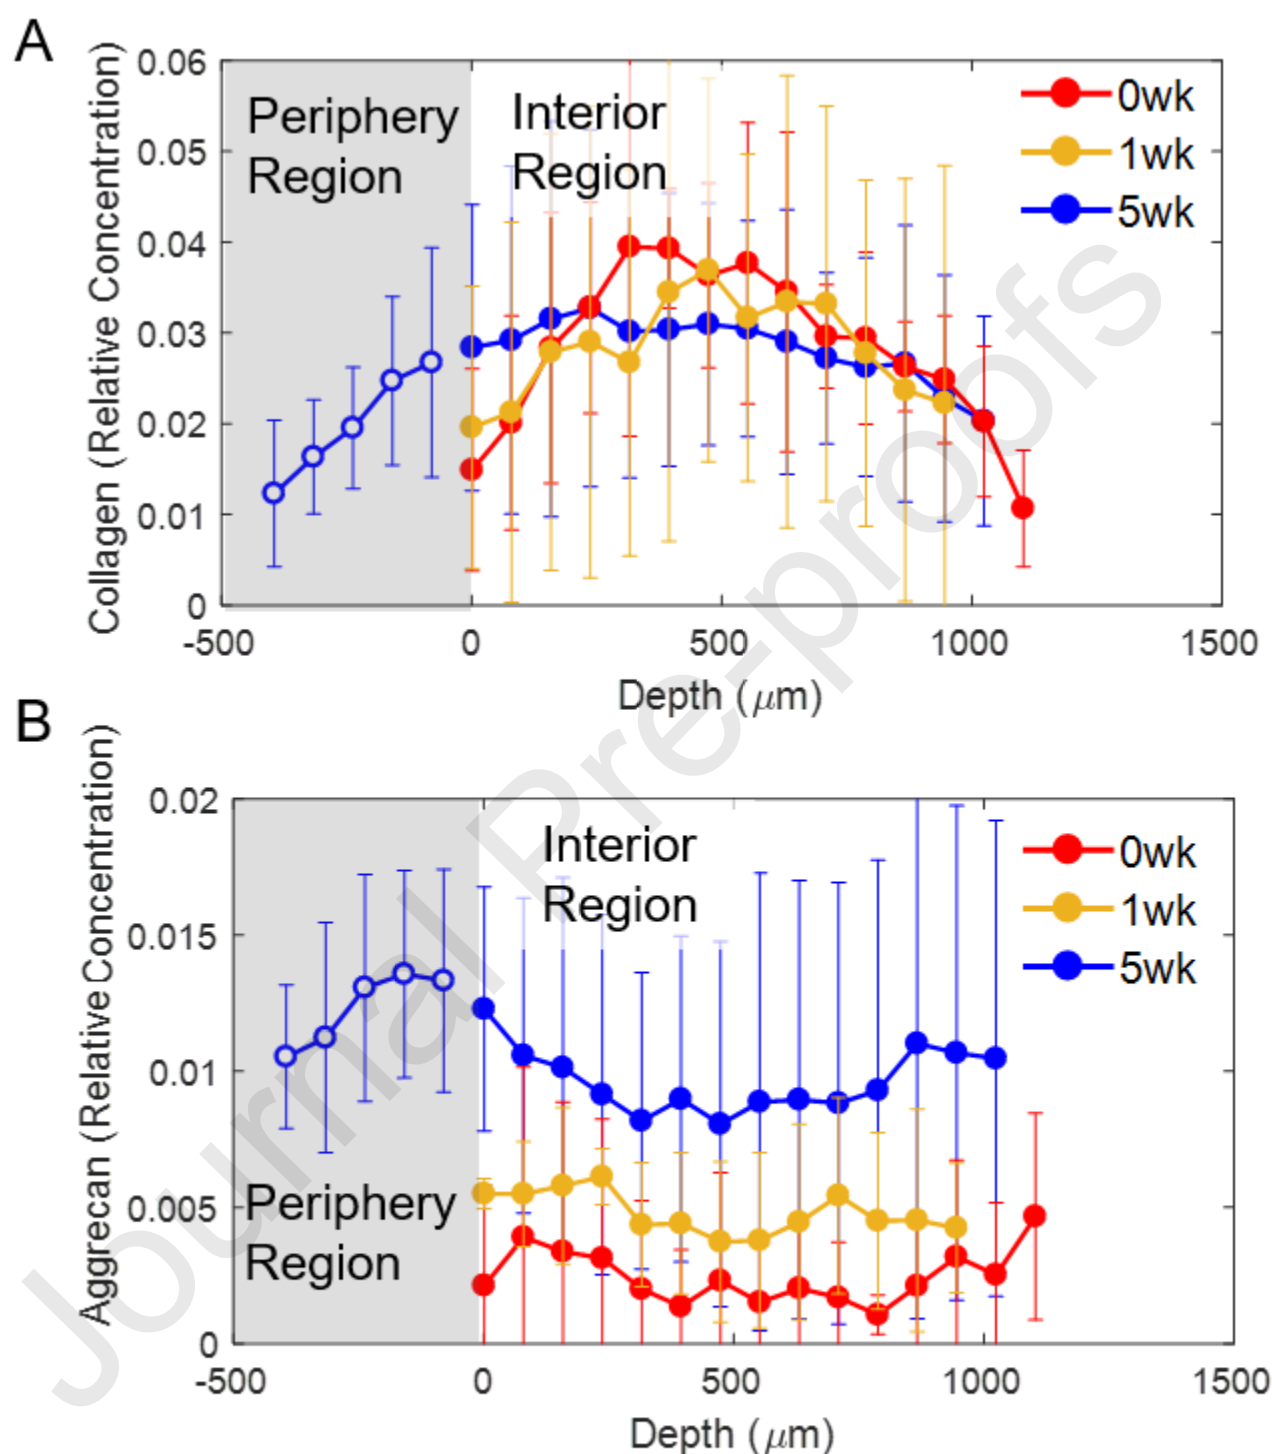 A
Collagen (Relative Concentration)
0.06
0.05
0.04
0.03
0.02
0.01
0
Periphery
Region
Interior
Region
0wk
1wk
5wk
-500
0
500
1000
1500
Depth (μm)
B
Aggrecan (Relative Concentration)
0.02
0.015
0.01
0.005
0
Interior
Region
Periphery
Region
0wk
1wk
5wk
-500
0
500
1000
1500
Depth (μm)
Journal Pre-proofs